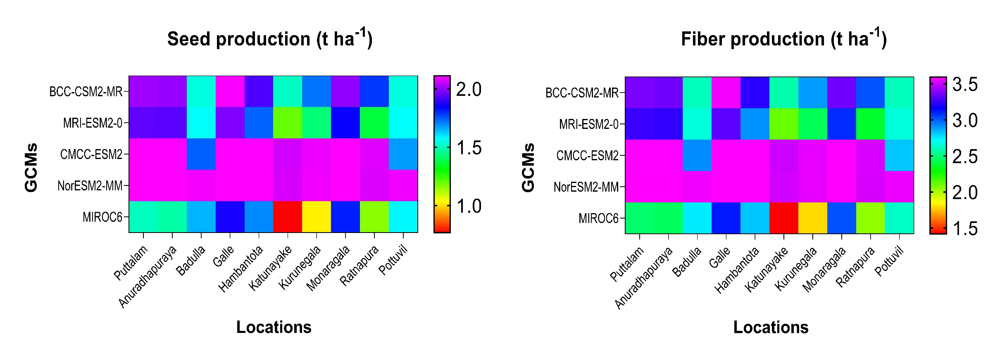 Seed production (t ha-1)
BCC-CSM2-MR
MRI-ESM2-0
CMCC-ESM2
NorESM2-MM
MIROC6
GCMs
2.0
1.5
1.0
Puttalam
Anuradhapuraya
Badulla
Galle
Hambantota
Katunayake
Kurunegala
Monaragala
Ratnapura
Pottuvil
Locations
Fiber production (t ha-1)
BCC-CSM2-MR
MRI-ESM2-0
CMCC-ESM2
NorESM2-MM
MIROC6
GCMs
3.5
3.0
2.5
2.0
1.5
Puttalam
Anuradhapuraya
Badulla
Galle
Hambantota
Katunayake
Kurunegala
Monaragala
Ratnapura
Pottuvil
Locations